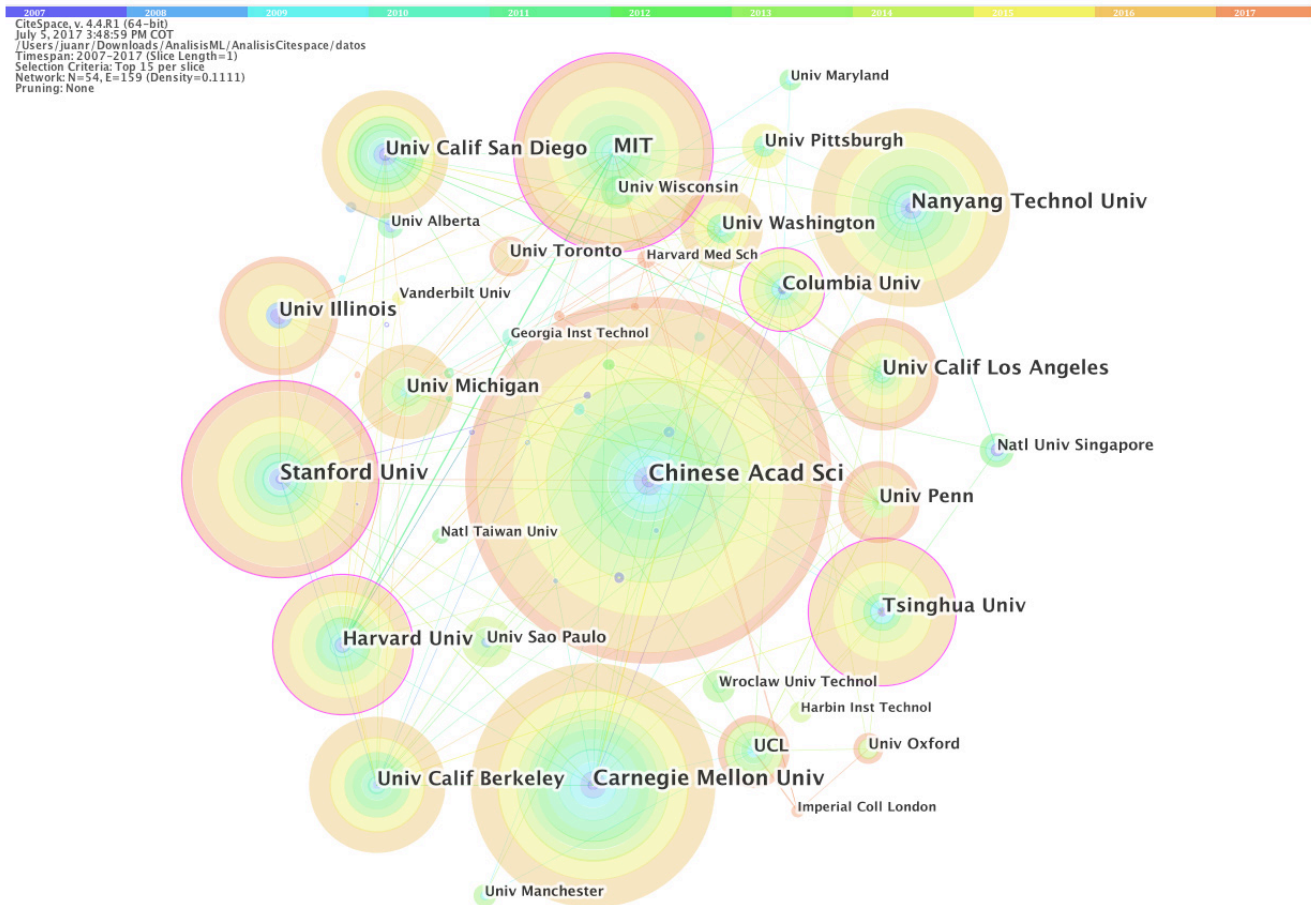 2007 2008 2009 2010 2011 2012 2013 2014 2015 2016 2017
CiteSpace, v. 4.4.R1 (64-bit)
July 5, 2017 3:48:59 PM COT
/Users/juanr/Downloads/AnalisisML/AnalisisCitespace/datos
Timespan: 2007-2017 (Slice Length=1)
Selection Criteria: Top 15 per slice
Network: N=54, E=159 (Density=0.1111)
Pruning: None
Univ Maryland
Univ Calif San Diego
MIT
Univ Pittsburgh
Univ Wisconsin
Nanyang Technol Univ
Univ Alberta
Univ Washington
Univ Toronto
Harvard Med Sch
Columbia Univ
Vanderbilt Univ
Univ Illinois
Georgia Inst Technol
Univ Calif Los Angeles
Univ Michigan
Natl Univ Singapore
Stanford Univ
Chinese Acad Sci
Univ Penn
Natl Taiwan Univ
Tsinghua Univ
Harvard Univ
Univ Sao Paulo
Wroclaw Univ Technol
Harbin Inst Technol
UCL
Univ Oxford
Univ Calif Berkeley
Carnegie Mellon Univ
Imperial Coll London
Univ Manchester